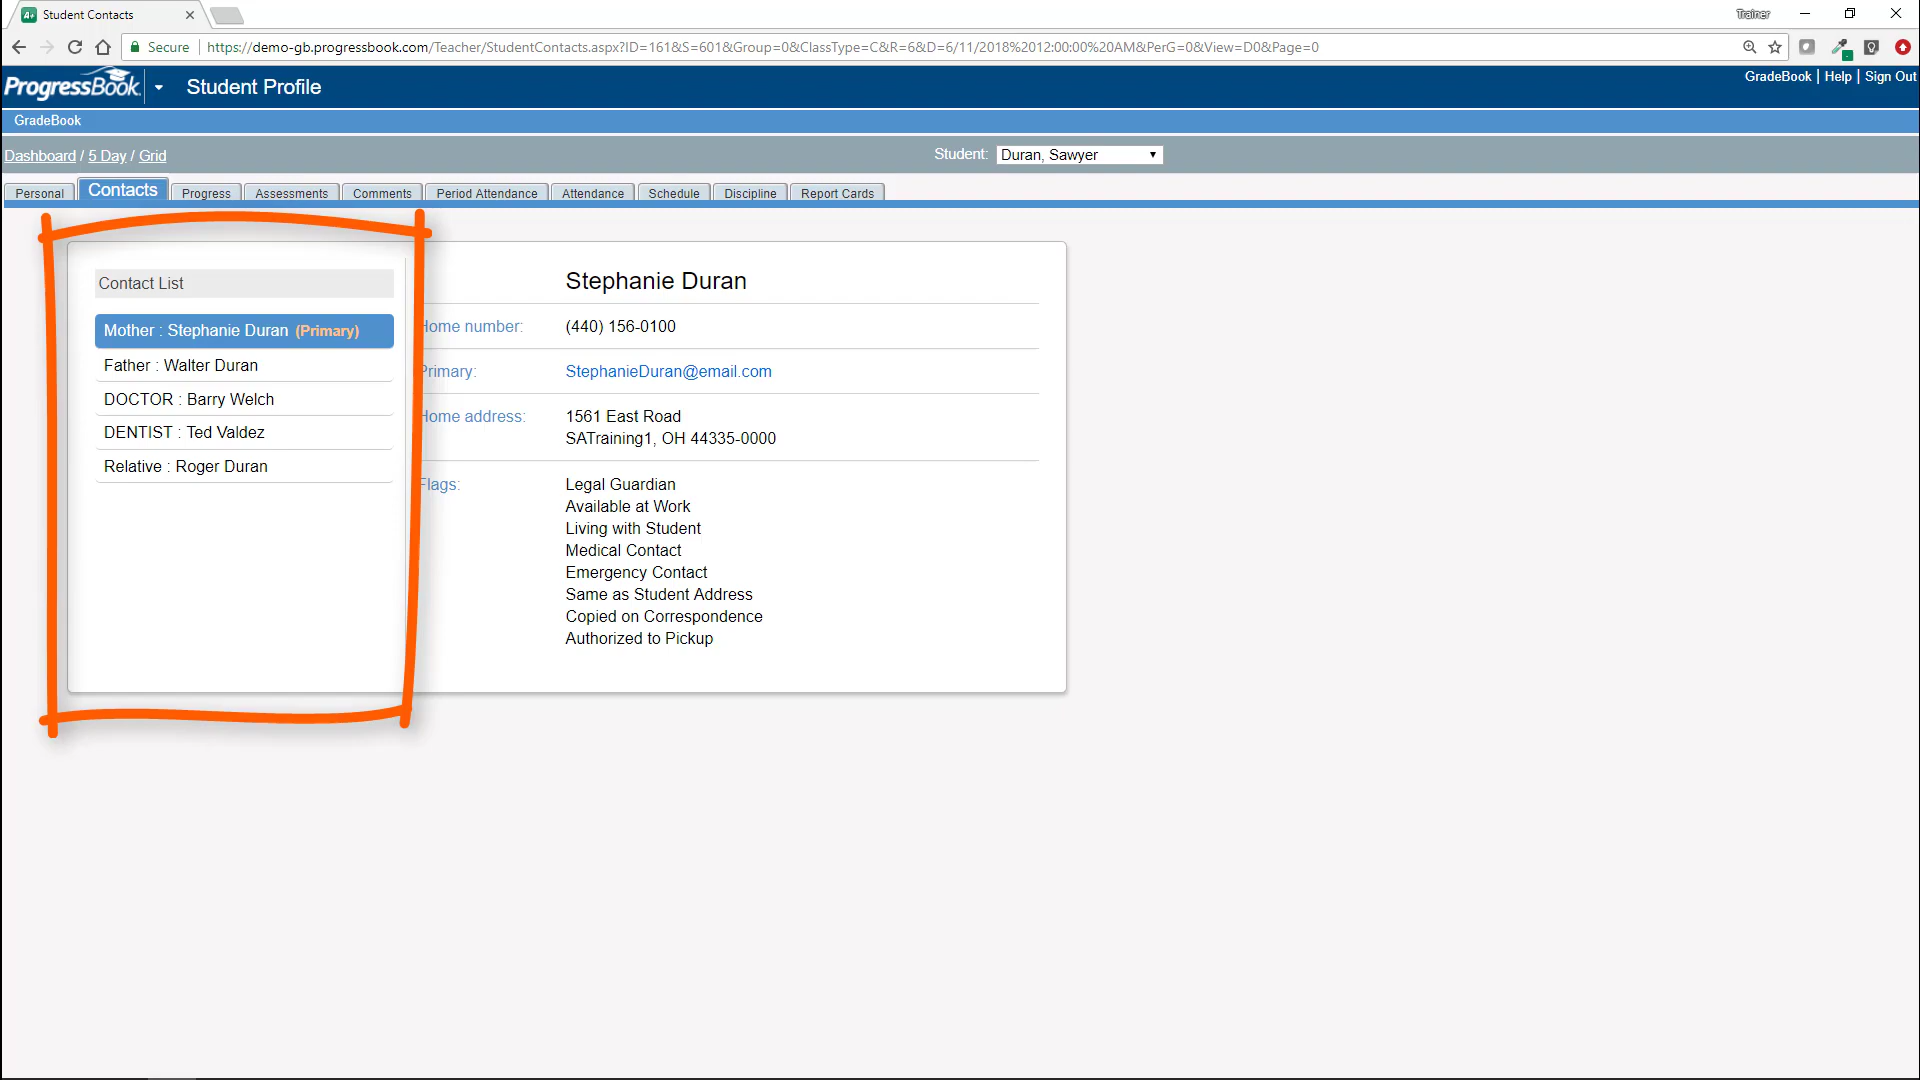 Student Contacts
Trainer
Secure https://demo-gb.progressbook.com/Teacher/StudentContacts.aspx?ID=161&S=601&Group=0&ClassType=C&R=6&D=6/11/2018%2012:00:00%20AM&PerG=0&View=D0&Page=0
ProgressBook Student Profile
GradeBook | Help | Sign Out
GradeBook
Dashboard / 5 Day / Grid
Student: Duran, Sawyer
Personal Contacts Progress Assessments Comments Period Attendance Attendance Schedule Discipline Report Cards
Contact List
Mother : Stephanie Duran (Primary)
Father : Walter Duran
DOCTOR : Barry Welch
DENTIST : Ted Valdez
Relative : Roger Duran
Stephanie Duran
Home number: (440) 156-0100
Primary: StephanieDuran@email.com
Home address: 1561 East Road
SATraining1, OH 44335-0000
Flags: Legal Guardian
Available at Work
Living with Student
Medical Contact
Emergency Contact
Same as Student Address
Copied on Correspondence
Authorized to Pickup